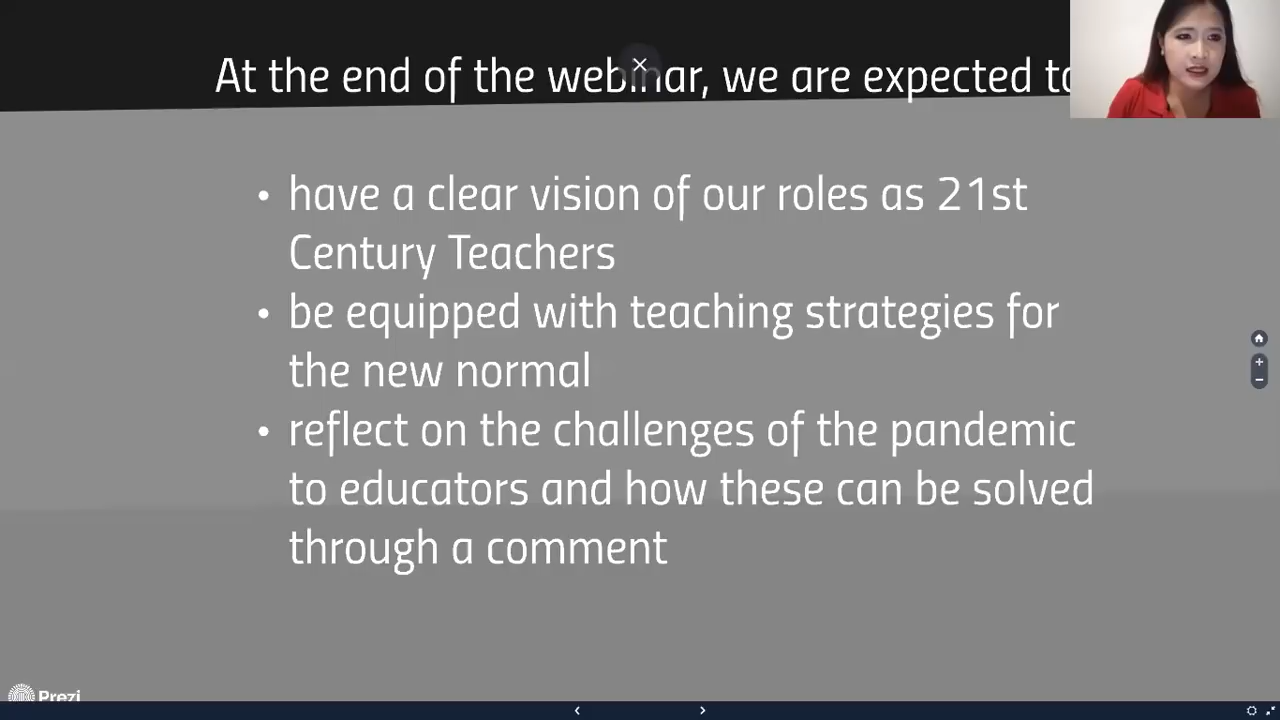 At the end of the webinar, we are expected to
• have a clear vision of our roles as 21st
Century Teachers
• be equipped with teaching strategies for
the new normal
• reflect on the challenges of the pandemic
to educators and how these can be solved
through a comment
Prezi